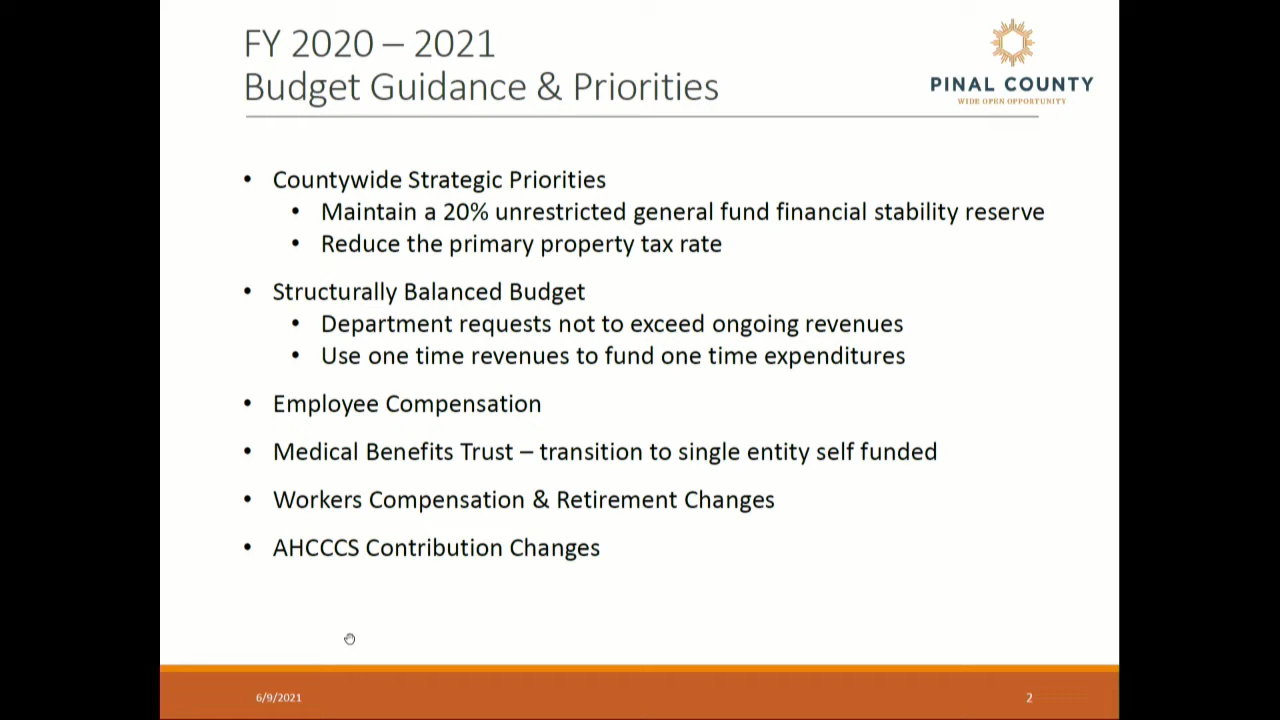 FY 2020 – 2021
Budget Guidance & Priorities
PINAL COUNTY
WIDE OPEN OPPORTUNITY
• Countywide Strategic Priorities
• Maintain a 20% unrestricted general fund financial stability reserve
• Reduce the primary property tax rate
• Structurally Balanced Budget
• Department requests not to exceed ongoing revenues
• Use one time revenues to fund one time expenditures
• Employee Compensation
• Medical Benefits Trust – transition to single entity self funded
• Workers Compensation & Retirement Changes
• AHCCCS Contribution Changes
6/9/2021
2